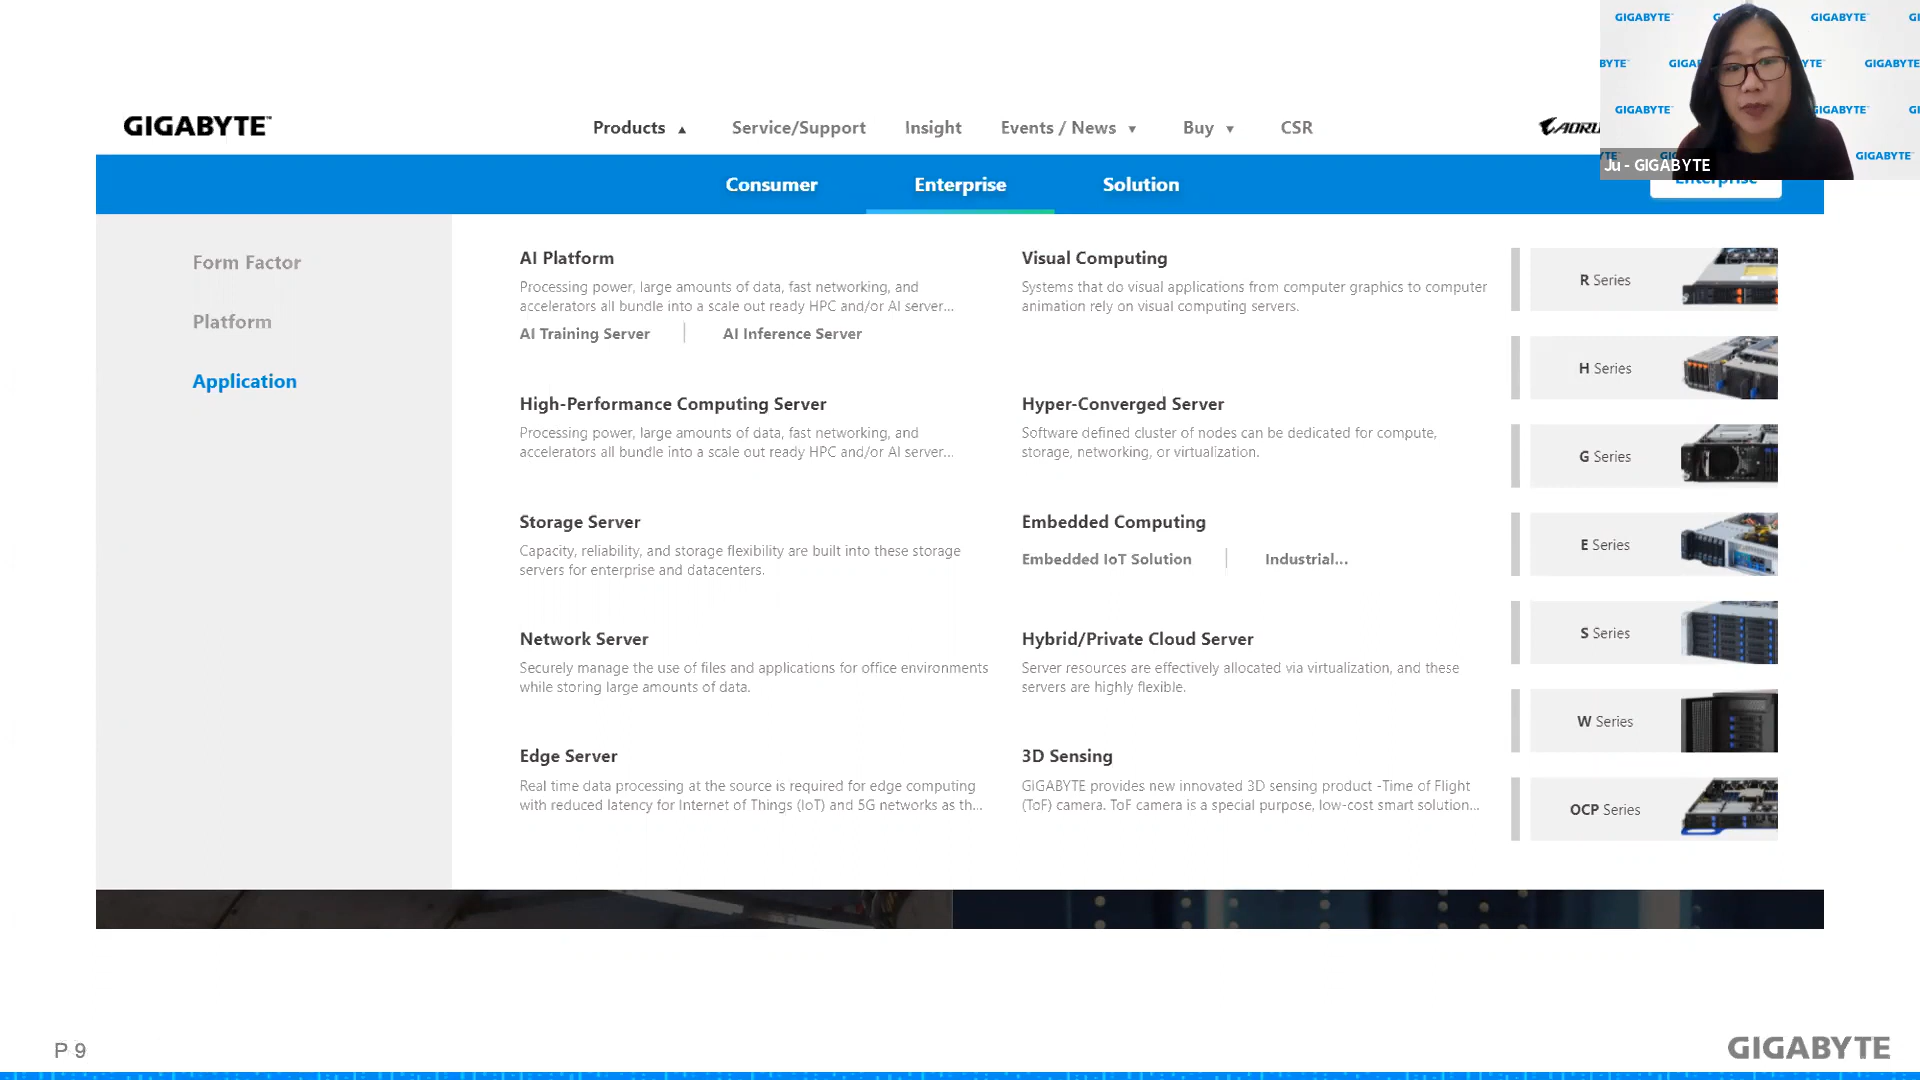 GIGABYTE™
Products ▲ Service/Support Insight Events / News ▼ Buy ▼ CSR
Consumer Enterprise Solution
Enterprise
Form Factor
Platform
Application
AI Platform
Processing power, large amounts of data, fast networking, and
accelerators all bundle into a scale out ready HPC and/or AI server...
AI Training Server | AI Inference Server
High-Performance Computing Server
Processing power, large amounts of data, fast networking, and
accelerators all bundle into a scale out ready HPC and/or AI server...
Storage Server
Capacity, reliability, and storage flexibility are built into these storage
servers for enterprise and datacenters.
Network Server
Securely manage the use of files and applications for office environments
while storing large amounts of data.
Edge Server
Real time data processing at the source is required for edge computing
with reduced latency for Internet of Things (IoT) and 5G networks as th...
Visual Computing
Systems that do visual applications from computer graphics to computer
animation rely on visual computing servers.
Hyper-Converged Server
Software defined cluster of nodes can be dedicated for compute,
storage, networking, or virtualization.
Embedded Computing
Embedded IoT Solution | Industrial...
Hybrid/Private Cloud Server
Server resources are effectively allocated via virtualization, and these
servers are highly flexible.
3D Sensing
GIGABYTE provides new innovated 3D sensing product -Time of Flight
(ToF) camera. ToF camera is a special purpose, low-cost smart solution...
R Series
H Series
G Series
E Series
S Series
W Series
OCP Series
GIGABYTE GIGABYTE
GIGABYTE
GIGABYTE GIGABYTE
GIGABYTE
Ju - GIGABYTE
P 9
GIGABYTE